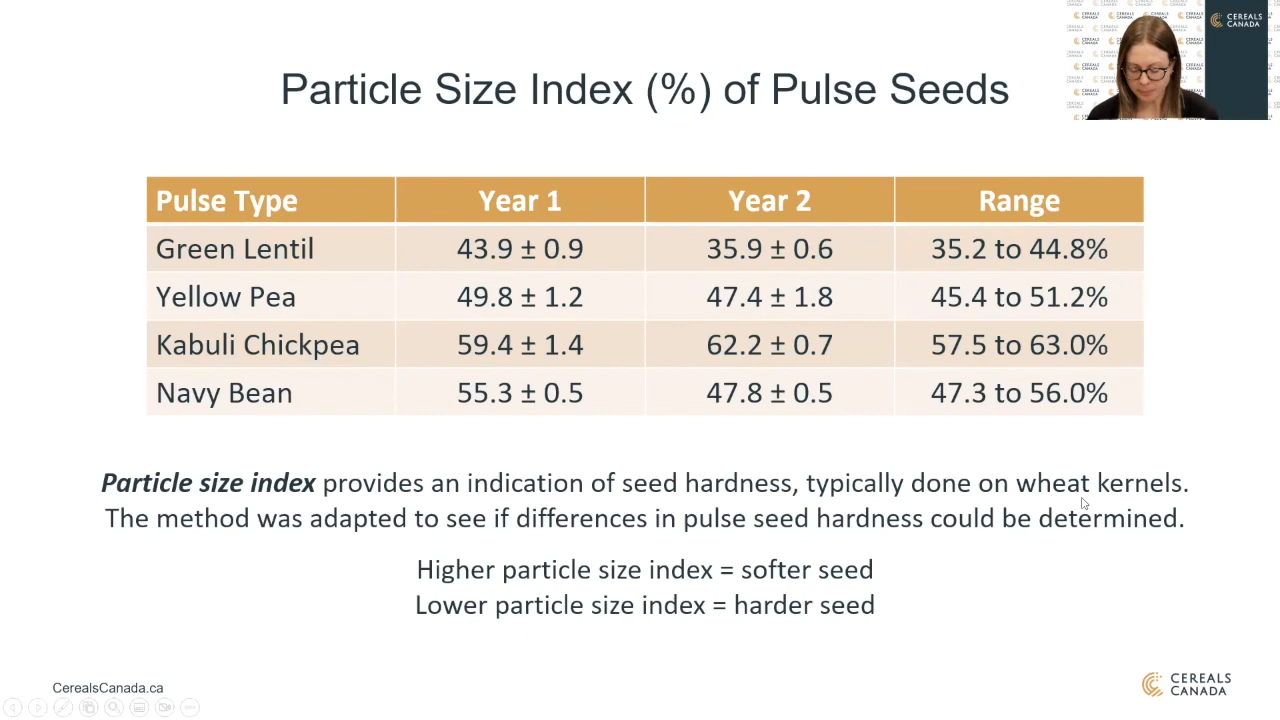 CEREALS
CANADA
Particle Size Index (%) of Pulse Seeds
Pulse Type Year 1 Year 2 Range
Green Lentil 43.9 ± 0.9 35.9 ± 0.6 35.2 to 44.8%
Yellow Pea 49.8 ± 1.2 47.4 ± 1.8 45.4 to 51.2%
Kabuli Chickpea 59.4 ± 1.4 62.2 ± 0.7 57.5 to 63.0%
Navy Bean 55.3 ± 0.5 47.8 ± 0.5 47.3 to 56.0%
Particle size index provides an indication of seed hardness, typically done on wheat kernels.
The method was adapted to see if differences in pulse seed hardness could be determined.
Higher particle size index = softer seed
Lower particle size index = harder seed
CerealsCanada.ca
CEREALS
CANADA